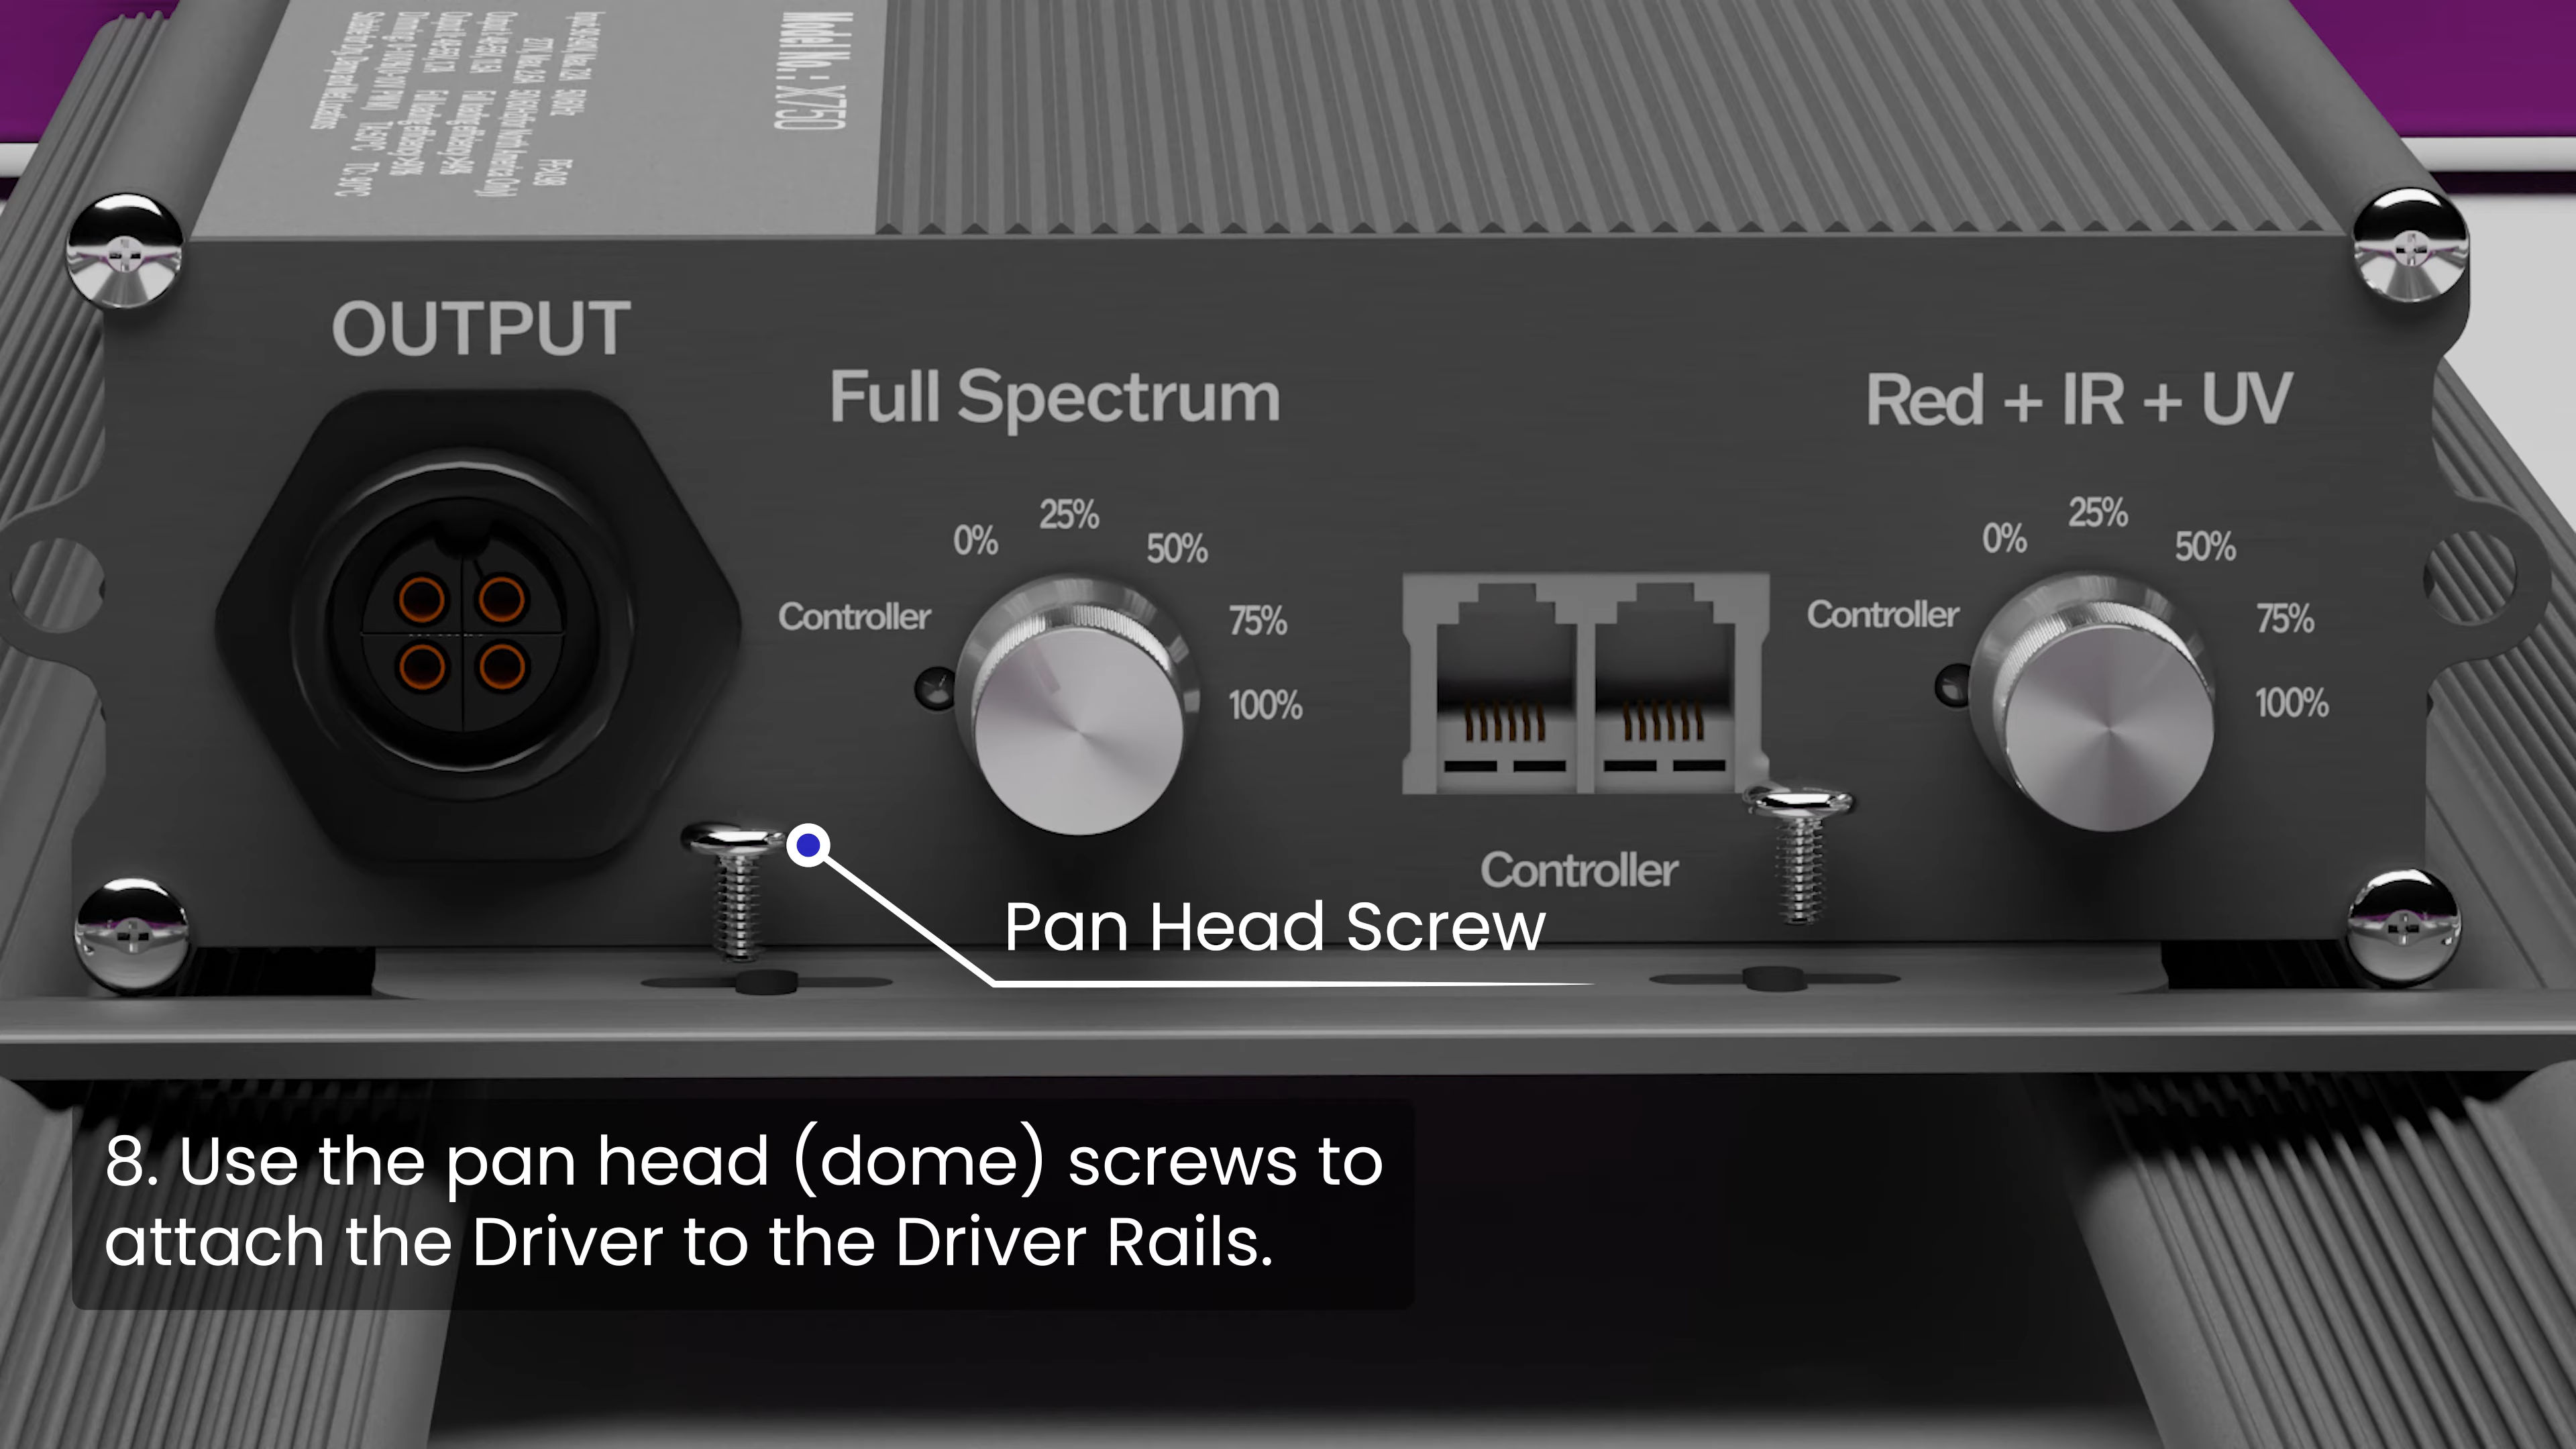 Model No.: X750
OUTPUT
Full Spectrum
Red + IR + UV
Controller
0%
25%
50%
75%
100%
Controller
0%
25%
50%
75%
100%
Controller
Pan Head Screw
8. Use the pan head (dome) screws to
attach the Driver to the Driver Rails.